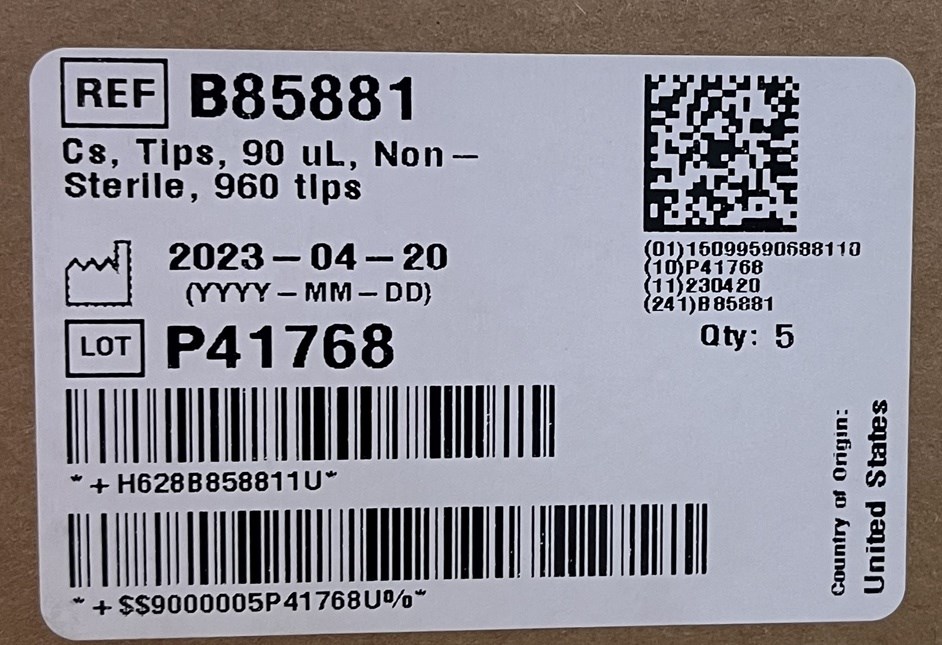 REF B85881
Cs, Tips, 90 uL, Non-
Sterile, 960 tips
2023-04-20
(YYYY-MM-DD)
LOT P41768
*+H628B858811U*
*+$$9000005P41768U%*
(01)15099590688110
(10)P41768
(11)230420
(241)B85881
Qty: 5
Country of Origin:
United States